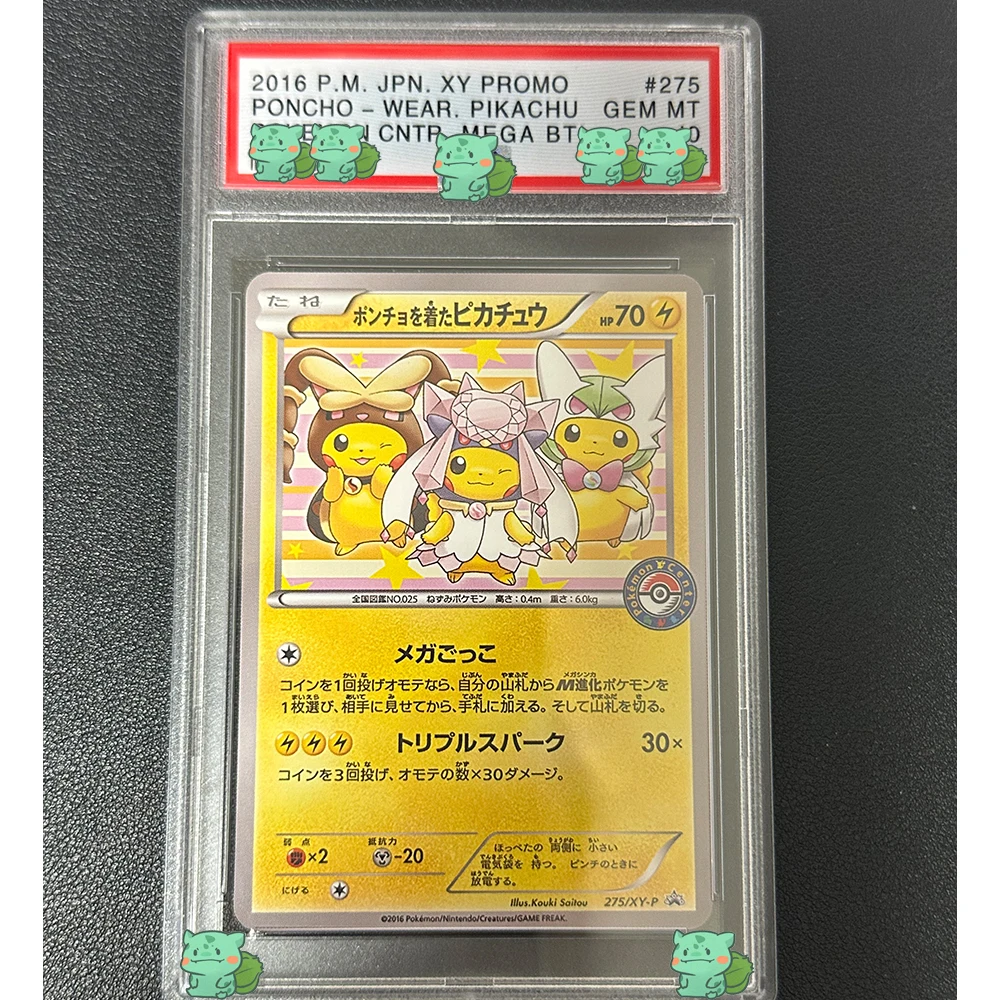 2016 P.M. JPN. XY PROMO #275
PONCHO - WEAR. PIKACHU GEM MT
CNTR. MEGA
たね ポンチョを着たピカチュウ HP70
全国図鑑NO.025 ねずみポケモン 高さ:0.4m 重さ:6.0kg
Pokémon Center
メガごっこ
コインを1回投げオモテなら、自分の山札からM進化ポケモンを
1枚選び、相手に見せてから、手札に加える。そして山札を切る。
トリプルスパーク 30×
コインを3回投げ、オモテの数×30ダメージ。
弱点 抵抗力
×2 -20
にげる
ほっぺたの 両側に 小さい
電気袋を 持つ。 ピンチのときに
放電する。
Illus.Kouki Saitou 275/XY-P
©2016 Pokémon/Nintendo/Creatures/GAME FREAK.